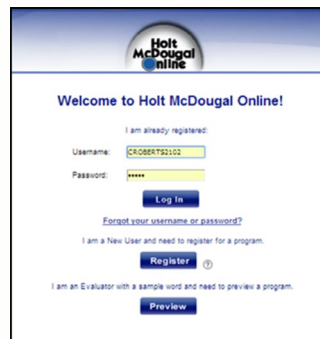 Holt
McDougal
Online
Welcome to Holt McDougal Online!
I am already registered:
Username: CROBERTS2102
Password: •••••
Log In
Forgot your username or password?
I am a New User and need to register for a program.
Register ?
I am an Evaluator with a sample word and need to preview a program.
Preview